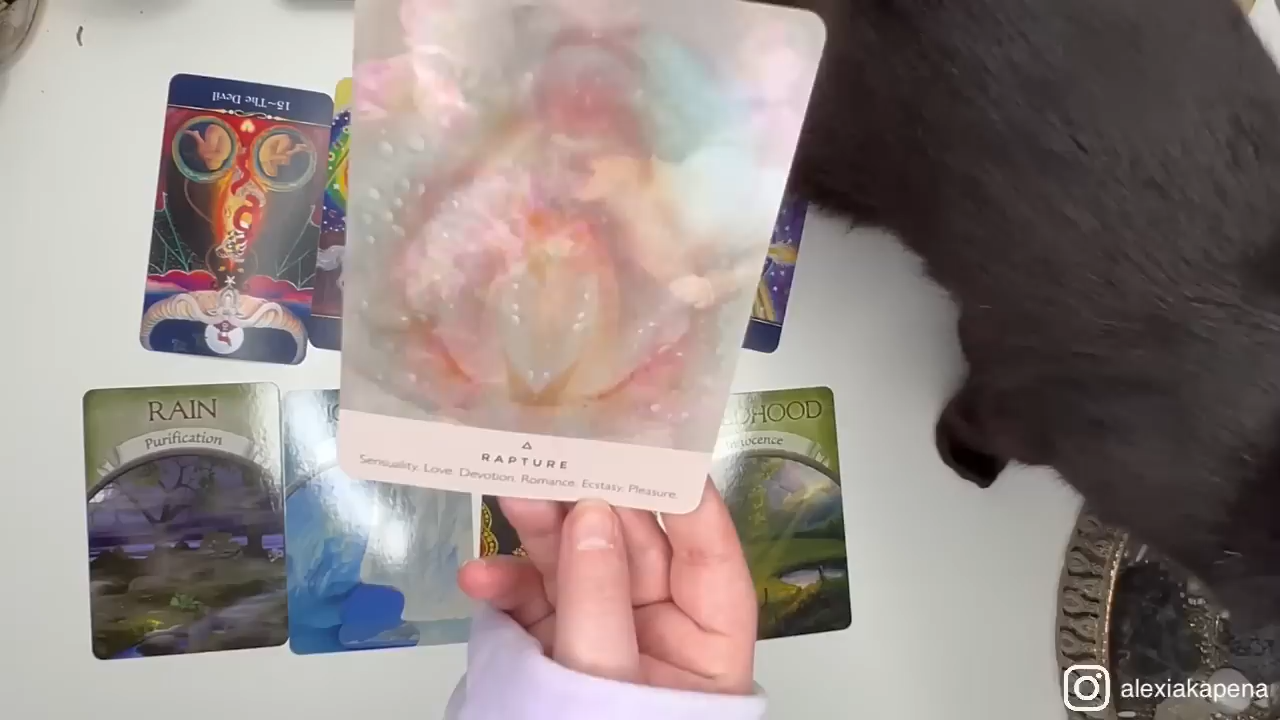 15~The Devil
RAIN
Purification
RAPTURE
Sensuality. Love. Devotion. Romance. Ecstasy. Pleasure.
alexiakapena